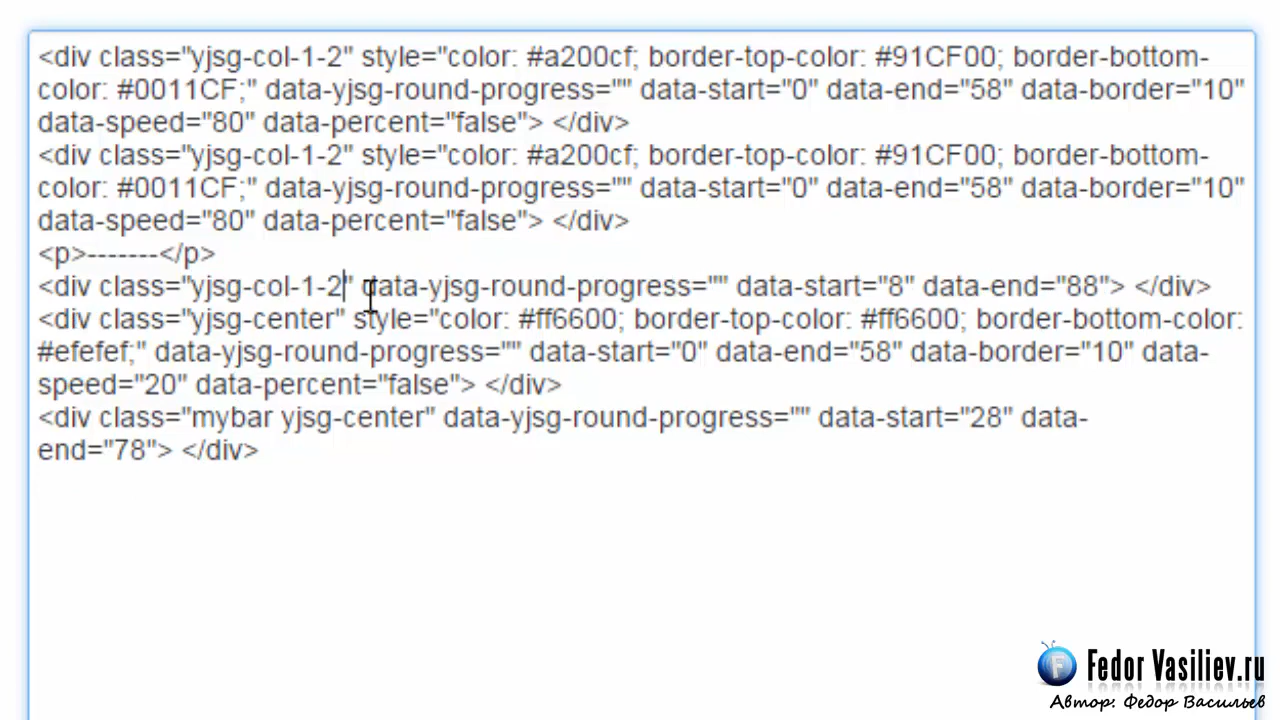 <div class="yjsg-col-1-2" style="color: #a200cf; border-top-color: #91CF00; border-bottom-
color: #0011CF;" data-yjsg-round-progress="" data-start="0" data-end="58" data-border="10"
data-speed="80" data-percent="false"> </div>
<div class="yjsg-col-1-2" style="color: #a200cf; border-top-color: #91CF00; border-bottom-
color: #0011CF;" data-yjsg-round-progress="" data-start="0" data-end="58" data-border="10"
data-speed="80" data-percent="false"> </div>
<p>-------</p>
<div class="yjsg-col-1-2" data-yjsg-round-progress="" data-start="8" data-end="88"> </div>
<div class="yjsg-center" style="color: #ff6600; border-top-color: #ff6600; border-bottom-color:
#efefef;" data-yjsg-round-progress="" data-start="0" data-end="58" data-border="10" data-
speed="20" data-percent="false"> </div>
<div class="mybar yjsg-center" data-yjsg-round-progress="" data-start="28" data-
end="78"> </div>
F Fedor Vasiliev.ru
Автор: Федор Васильев